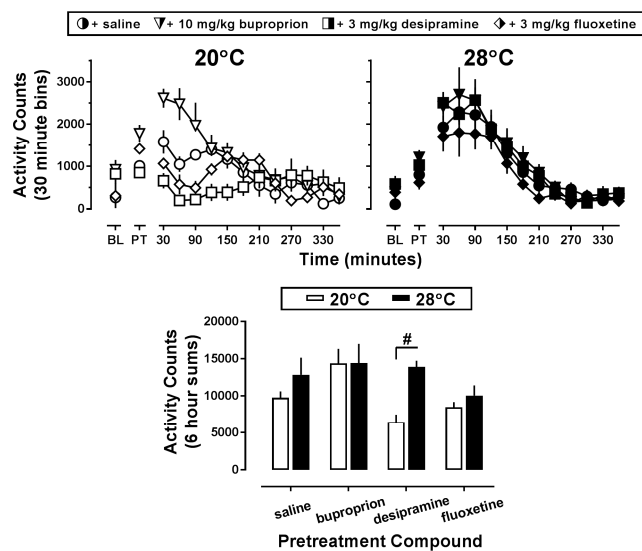 + saline + 10 mg/kg buproprion + 3 mg/kg desipramine + 3 mg/kg fluoxetine
20°C 28°C
Activity Counts
(30 minute bins)
3000
2000
1000
0
BL PT 30 90 150 210 270 330 BL PT 30 90 150 210 270 330
Time (minutes)
20°C 28°C
Activity Counts
(6 hour sums)
20000
15000
10000
5000
0
#
saline buproprion desipramine fluoxetine
Pretreatment Compound